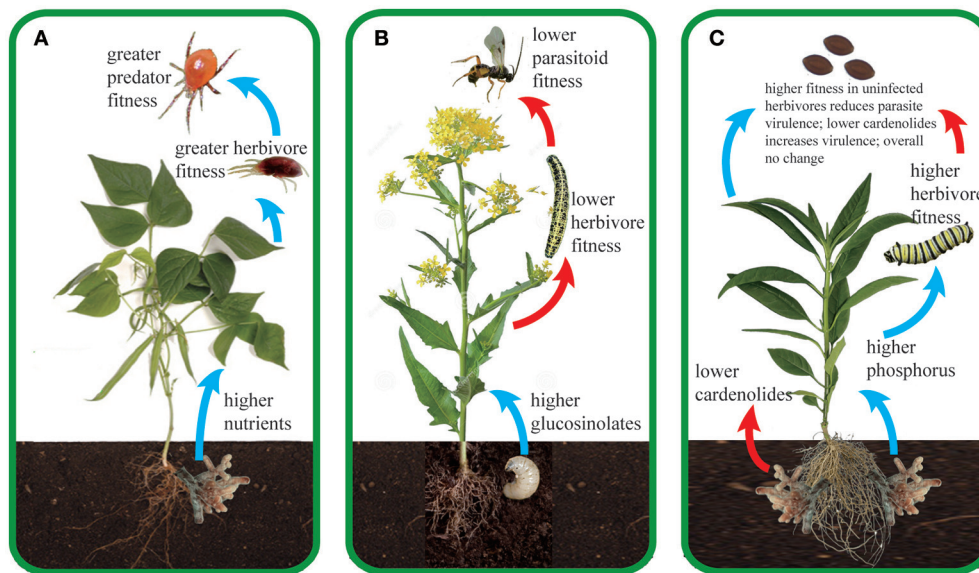 A
greater
predator
fitness
greater herbivore
fitness
higher
nutrients
B
lower
parasitoid
fitness
lower
herbivore
fitness
higher
glucosinolates
C
higher fitness in uninfected
herbivores reduces parasite
virulence; lower cardenolides
increases virulence; overall
no change
higher
herbivore
fitness
higher
phosphorus
lower
cardenolides